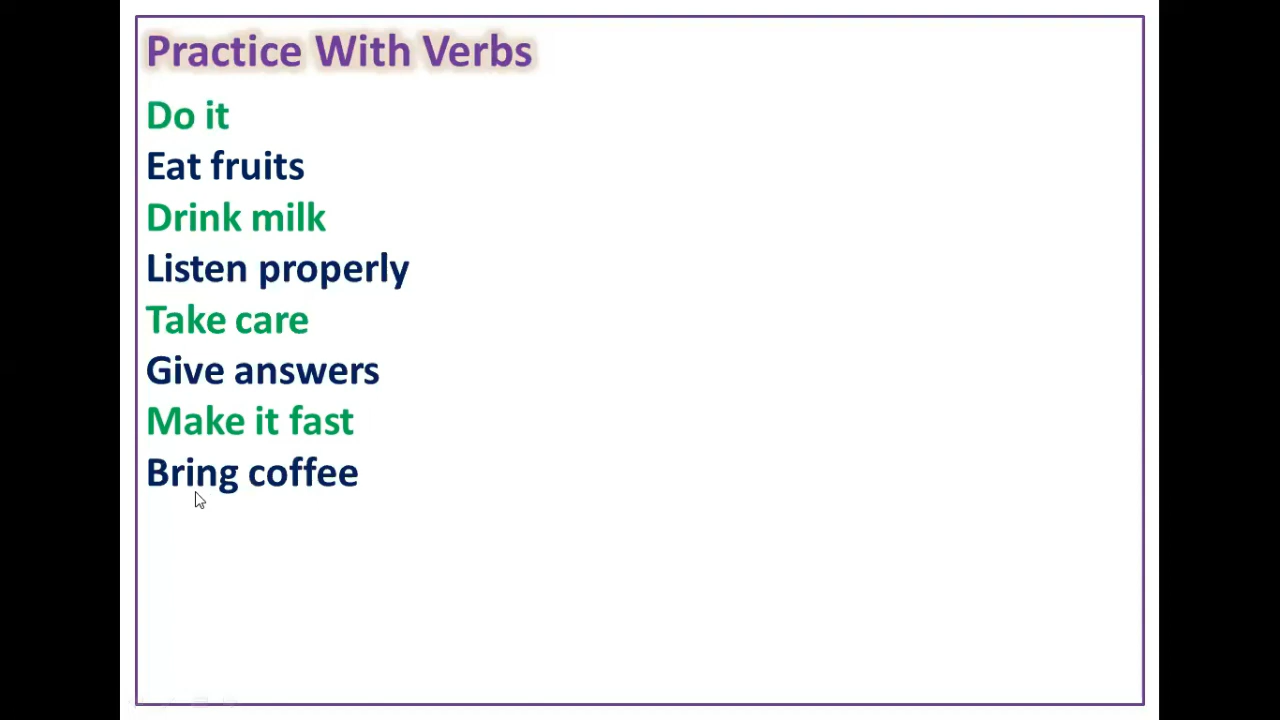 Practice With Verbs
Do it
Eat fruits
Drink milk
Listen properly
Take care
Give answers
Make it fast
Bring coffee